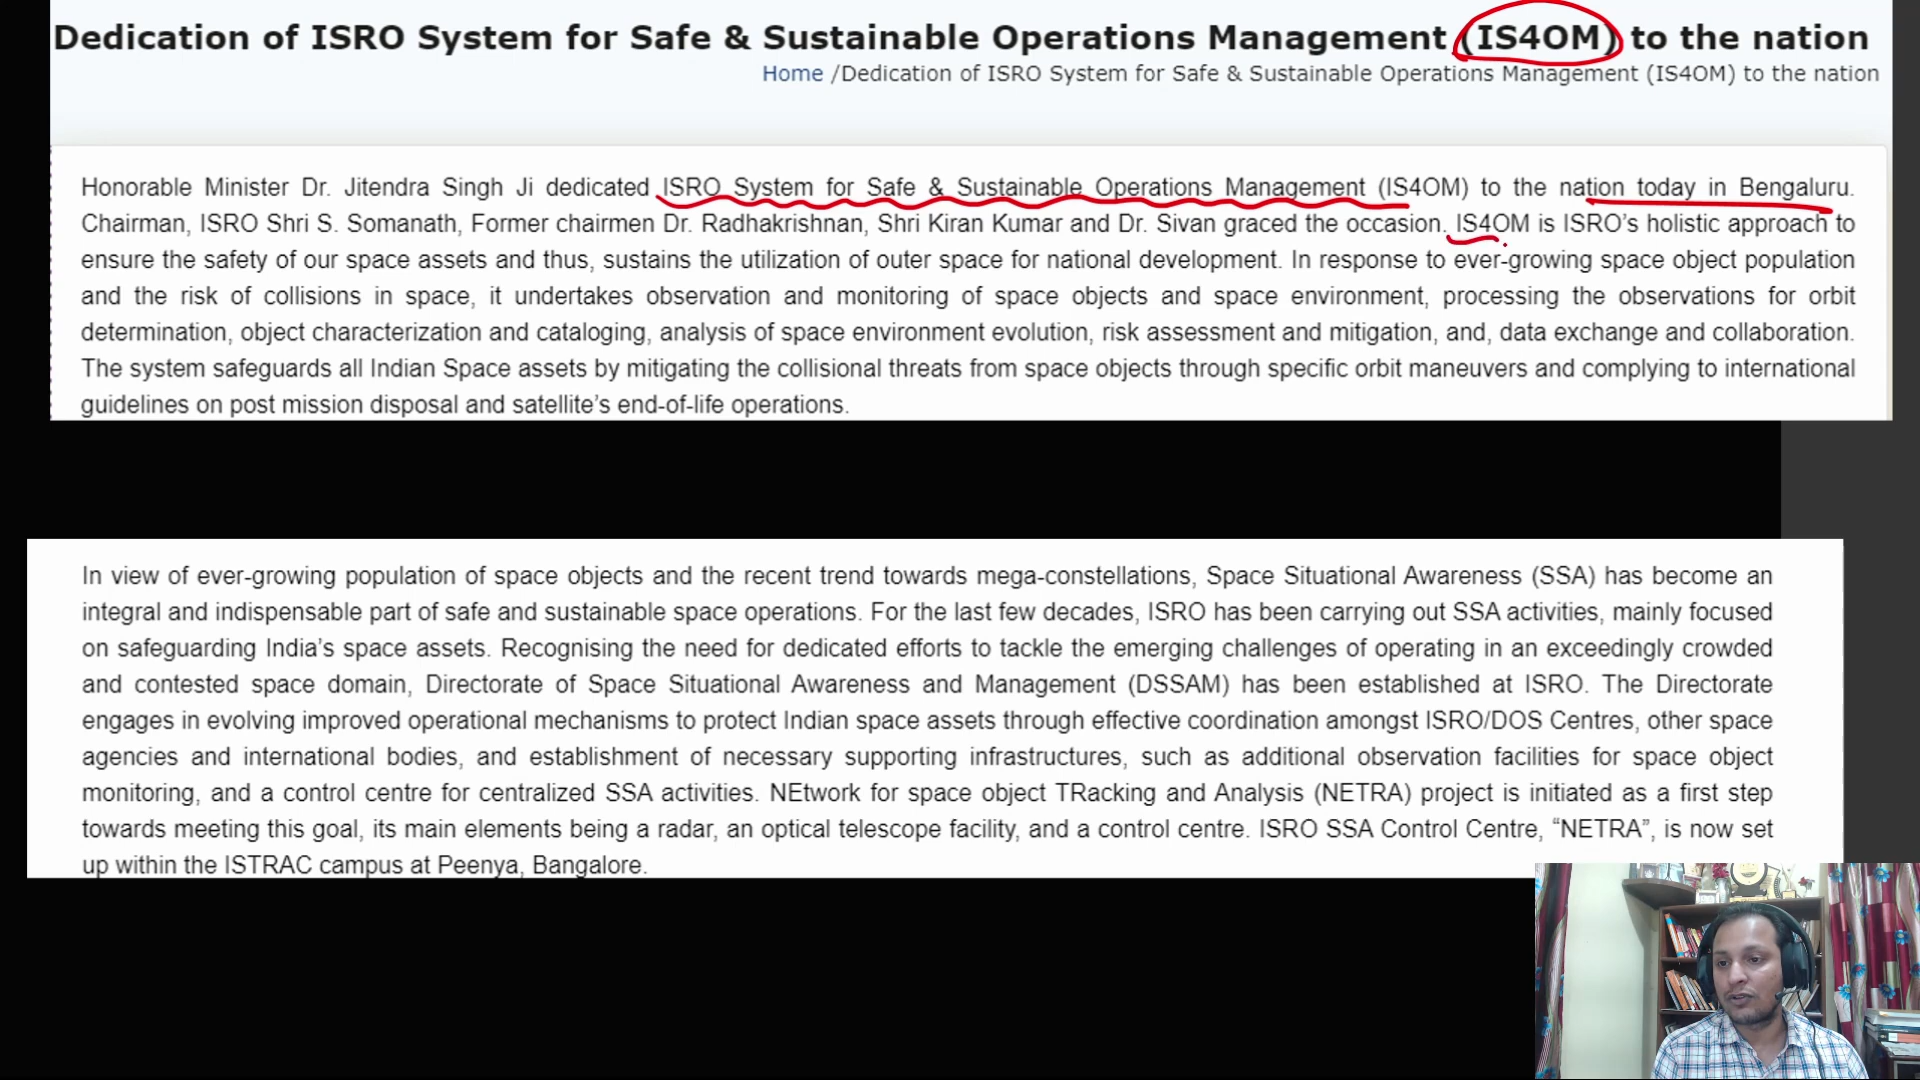 Dedication of ISRO System for Safe & Sustainable Operations Management (IS4OM) to the nation
Home /Dedication of ISRO System for Safe & Sustainable Operations Management (IS4OM) to the nation
Honorable Minister Dr. Jitendra Singh Ji dedicated ISRO System for Safe & Sustainable Operations Management (IS4OM) to the nation today in Bengaluru.
Chairman, ISRO Shri S. Somanath, Former chairmen Dr. Radhakrishnan, Shri Kiran Kumar and Dr. Sivan graced the occasion. IS4OM is ISRO’s holistic approach to
ensure the safety of our space assets and thus, sustains the utilization of outer space for national development. In response to ever-growing space object population
and the risk of collisions in space, it undertakes observation and monitoring of space objects and space environment, processing the observations for orbit
determination, object characterization and cataloging, analysis of space environment evolution, risk assessment and mitigation, and, data exchange and collaboration.
The system safeguards all Indian Space assets by mitigating the collisional threats from space objects through specific orbit maneuvers and complying to international
guidelines on post mission disposal and satellite’s end-of-life operations.
In view of ever-growing population of space objects and the recent trend towards mega-constellations, Space Situational Awareness (SSA) has become an
integral and indispensable part of safe and sustainable space operations. For the last few decades, ISRO has been carrying out SSA activities, mainly focused
on safeguarding India’s space assets. Recognising the need for dedicated efforts to tackle the emerging challenges of operating in an exceedingly crowded
and contested space domain, Directorate of Space Situational Awareness and Management (DSSAM) has been established at ISRO. The Directorate
engages in evolving improved operational mechanisms to protect Indian space assets through effective coordination amongst ISRO/DOS Centres, other space
agencies and international bodies, and establishment of necessary supporting infrastructures, such as additional observation facilities for space object
monitoring, and a control centre for centralized SSA activities. NEtwork for space object TRacking and Analysis (NETRA) project is initiated as a first step
towards meeting this goal, its main elements being a radar, an optical telescope facility, and a control centre. ISRO SSA Control Centre, “NETRA”, is now set
up within the ISTRAC campus at Peenya, Bangalore.